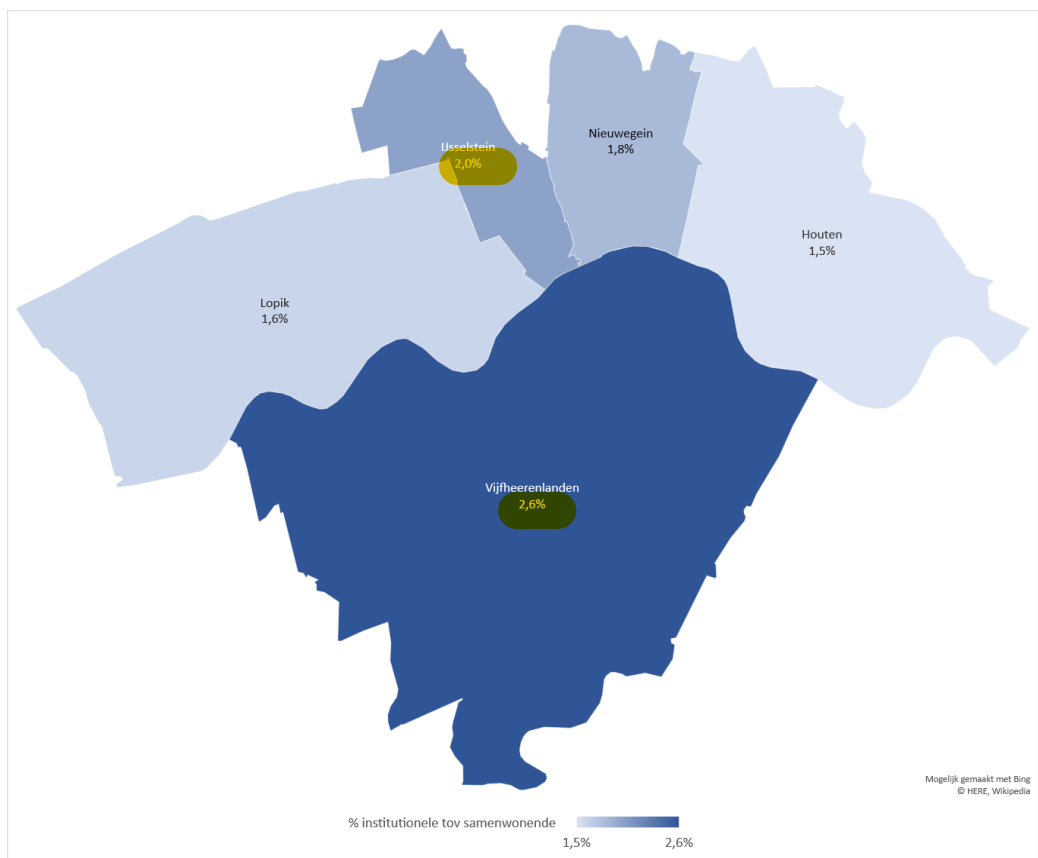 IJsselstein
2,0%
Nieuwegein
1,8%
Houten
1,5%
Lopik
1,6%
Vijfheerenlanden
2,6%
Mogelijk gemaakt met Bing
© HERE, Wikipedia
% institutionele tov samenwonende
1,5% 2,6%